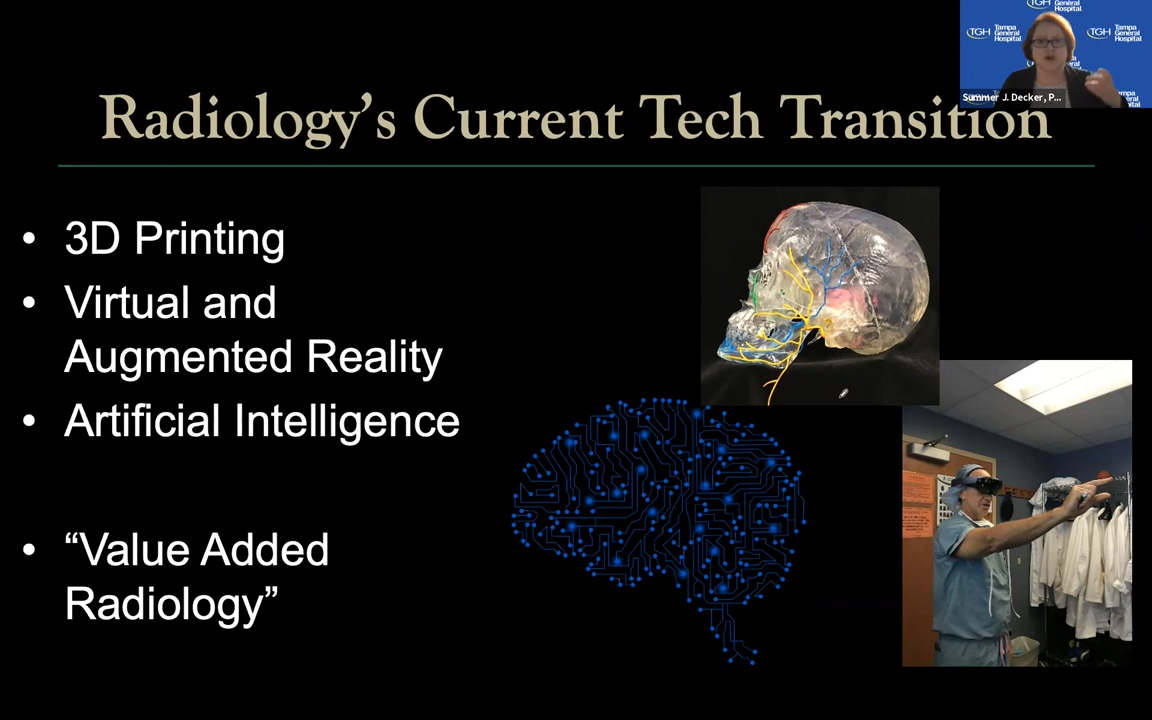 TGH Tampa General Hospital
TGH Tampa General Hospital
Summer J. Decker, P...
Radiology’s Current Tech Transition
• 3D Printing
• Virtual and
Augmented Reality
• Artificial Intelligence
• “Value Added
Radiology”